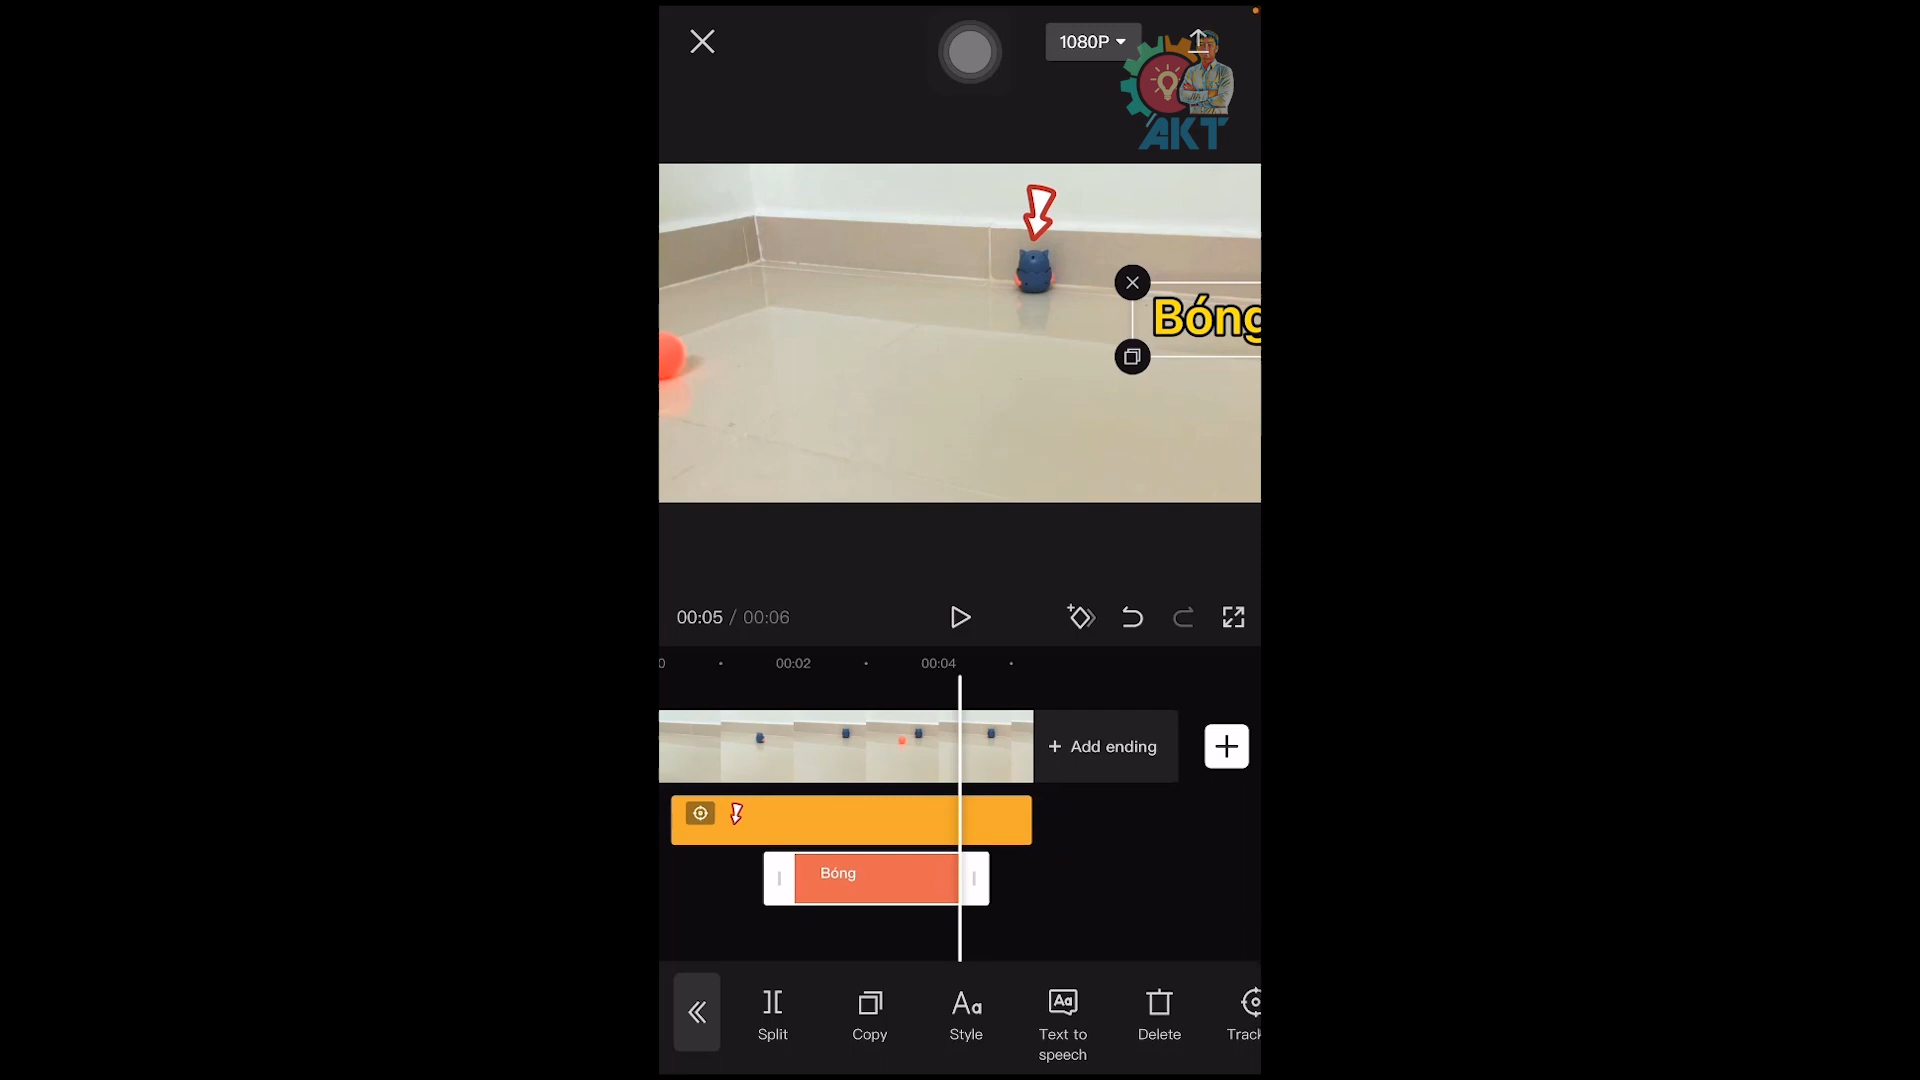 1080P
AKT
Bóng
00:05 / 00:06
00:02
00:04
+ Add ending
Bóng
Split
Copy
Style
Text to
speech
Delete
Track